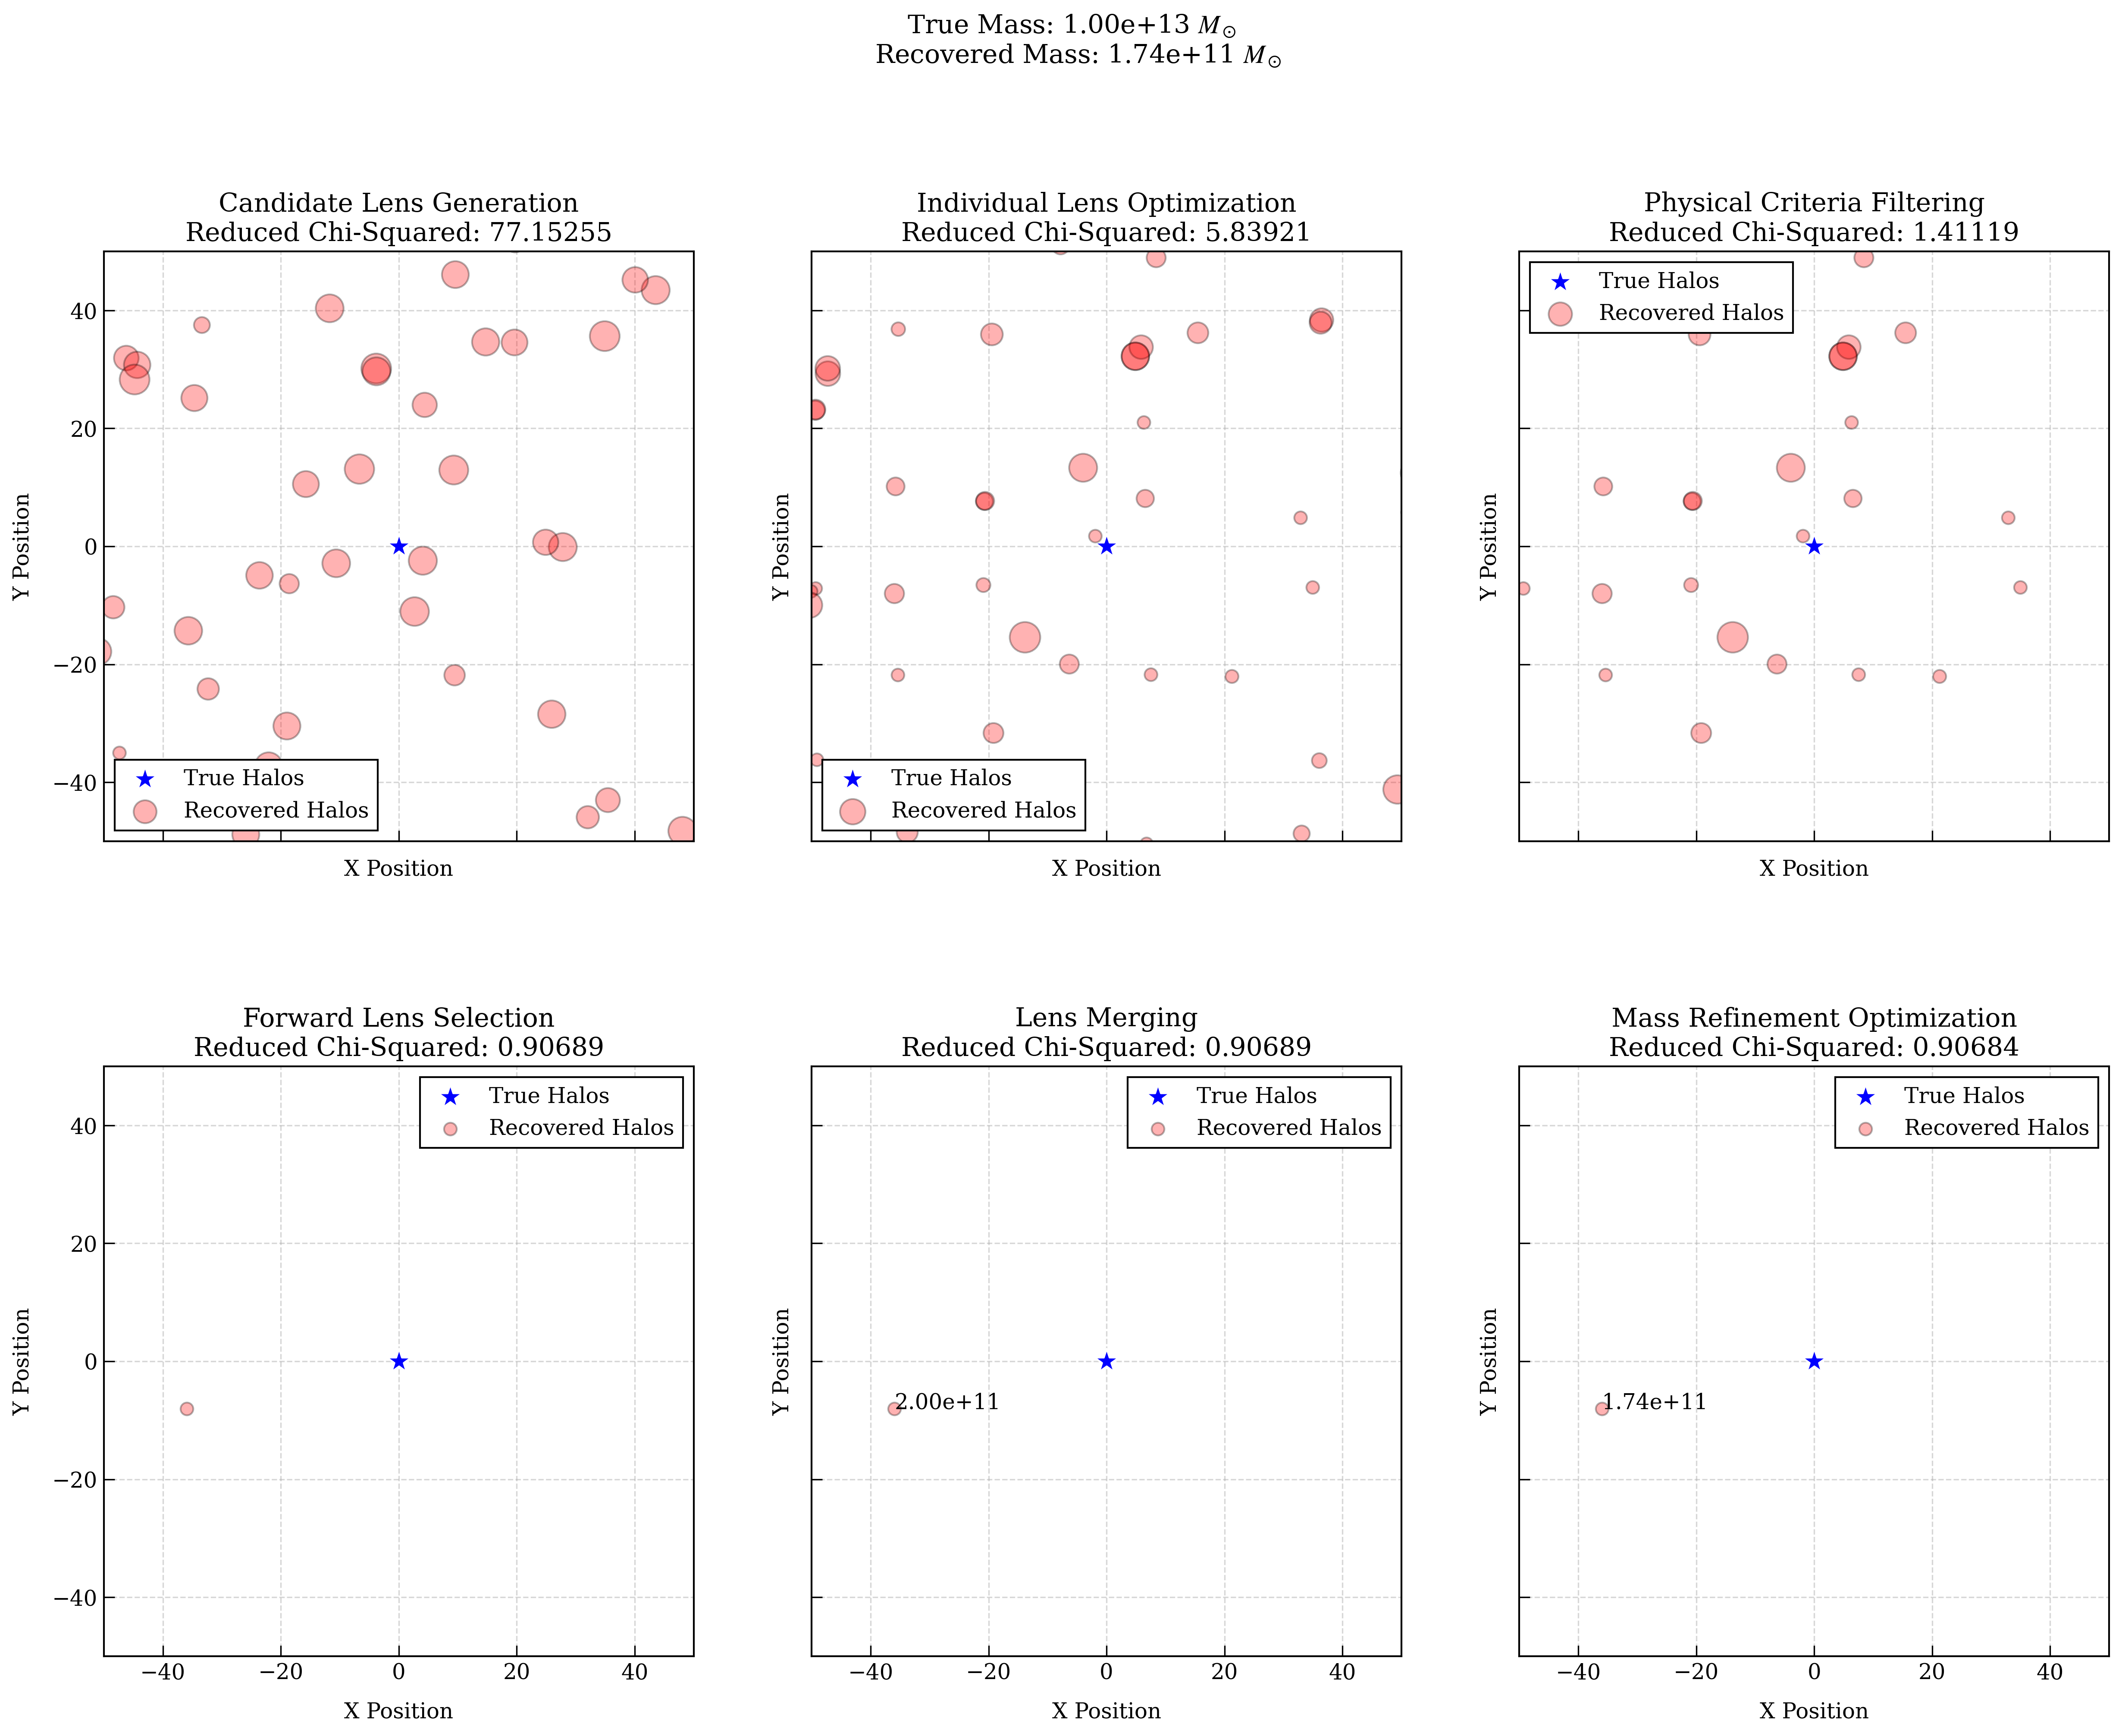 True Mass: 1.00e+13 M☉
Recovered Mass: 1.74e+11 M☉
Candidate Lens Generation
Reduced Chi-Squared: 77.15255
Y Position
40
20
0
−20
−40
True Halos
Recovered Halos
X Position
Individual Lens Optimization
Reduced Chi-Squared: 5.83921
Y Position
True Halos
Recovered Halos
X Position
Physical Criteria Filtering
Reduced Chi-Squared: 1.41119
Y Position
True Halos
Recovered Halos
X Position
Forward Lens Selection
Reduced Chi-Squared: 0.90689
Y Position
40
20
0
−20
−40
True Halos
Recovered Halos
−40 −20 0 20 40
X Position
Lens Merging
Reduced Chi-Squared: 0.90689
Y Position
True Halos
Recovered Halos
2.00e+11
−40 −20 0 20 40
X Position
Mass Refinement Optimization
Reduced Chi-Squared: 0.90684
Y Position
True Halos
Recovered Halos
1.74e+11
−40 −20 0 20 40
X Position